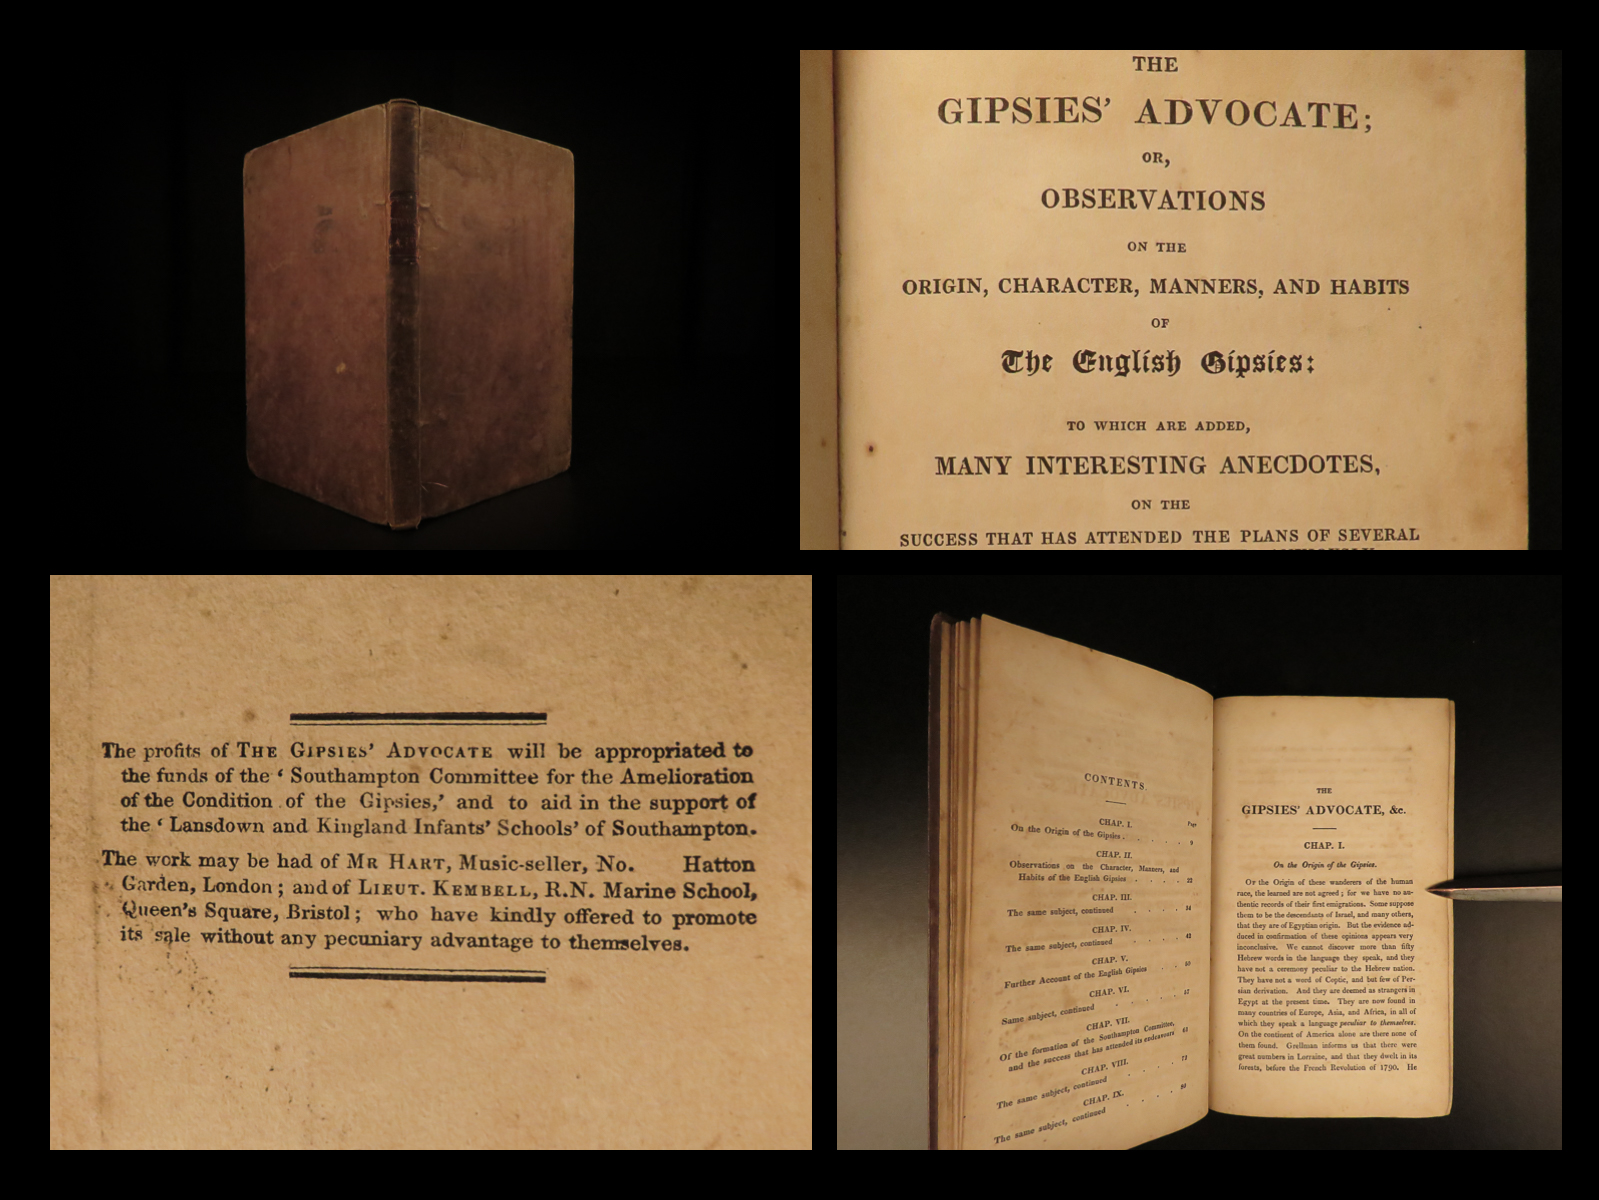 THE
GIPSIES' ADVOCATE;
OR,
OBSERVATIONS
ON THE
ORIGIN, CHARACTER, MANNERS, AND HABITS
OF
The English Gipsies:
TO WHICH ARE ADDED,
MANY INTERESTING ANECDOTES,
ON THE
SUCCESS THAT HAS ATTENDED THE PLANS OF SEVERAL
The profits of THE GIPSIES' ADVOCATE will be appropriated to
the funds of the ' Southampton Committee for the Amelioration
of the Condition of the Gipsies,' and to aid in the support of
the ' Lansdown and Kingland Infants' Schools' of Southampton.
The work may be had of MR HART, Music-seller, No. Hatton
Garden, London ; and of LIEUT. KEMBELL, R.N. Marine School,
Queen's Square, Bristol ; who have kindly offered to promote
its sale without any pecuniary advantage to themselves.
CONTENTS.
CHAP. I.
Page
On the Origin of the Gipsies . . . . 9
CHAP. II.
Observations on the Character, Manners, and
Habits of the English Gipsies . . . . 22
CHAP. III.
The same subject, continued . . . .
CHAP. IV.
The same subject, continued . . . .
CHAP. V.
Further Account of the English Gipsies . . .
CHAP. VI.
Same subject, continued . . . .
CHAP. VII.
Of the formation of the Southampton Committee,
and the success that has attended its endeavours
CHAP. VIII.
The same subject, continued . . . .
CHAP. IX.
The same subject, continued . . . .
THE
GIPSIES' ADVOCATE, &c.
CHAP. I.
On the Origin of the Gipsies.
OF the Origin of these wanderers of the human
race, the learned are not agreed ; for we have no au-
thentic records of their first emigrations. Some suppose
them to be the descendants of Israel, and many others,
that they are of Egyptian origin. But the evidence ad-
duced in confirmation of these opinions appears very
inconclusive. We cannot discover more than fifty
Hebrew words in the language they speak, and they
have not a ceremony peculiar to the Hebrew nation.
They have not a word of Coptic, and but few of Per-
sian derivation. And they are deemed as strangers in
Egypt at the present time. They are now found in
many countries of Europe, Asia, and Africa, in all of
which they speak a language peculiar to themselves.
On the continent of America alone are there none of
them found. Grellman informs us that there were
great numbers in Lorraine, and that they dwelt in its
forests, before the French Revolution of 1790. He